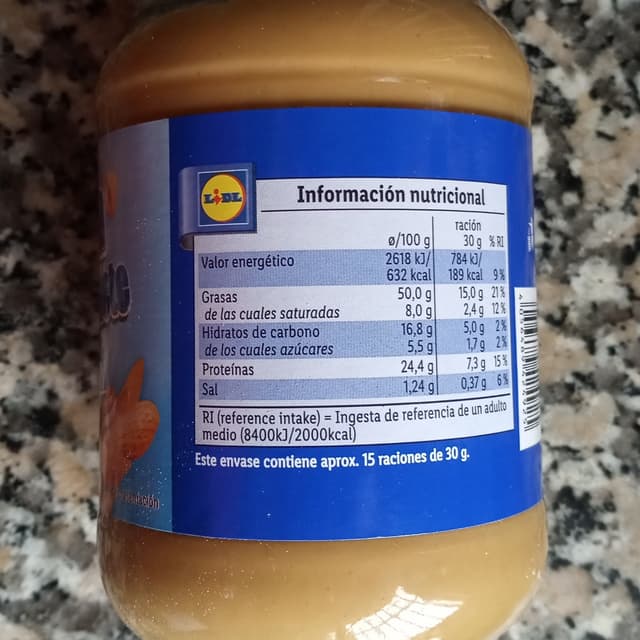 LIDL
Información nutricional
ración
ø/100 g 30 g % RI
Valor energético 2618 kJ/ 784 kJ/
632 kcal 189 kcal 9%
Grasas 50,0 g 15,0 g 21%
de las cuales saturadas 8,0 g 2,4 g 12%
Hidratos de carbono 16,8 g 5,0 g 2%
de los cuales azúcares 5,5 g 1,7 g 2%
Proteínas 24,4 g 7,3 g 15%
Sal 1,24 g 0,37 g 6%
RI (reference intake) = Ingesta de referencia de un adulto
medio (8400kJ/2000kcal)
Este envase contiene aprox. 15 raciones de 30 g.